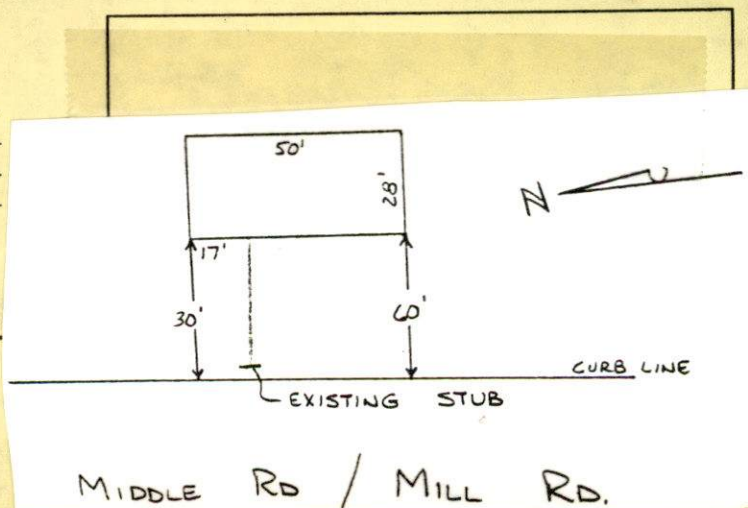 50'
28'
N
17'
30'
60'
CURB LINE
EXISTING STUB
MIDDLE RD / MILL RD.